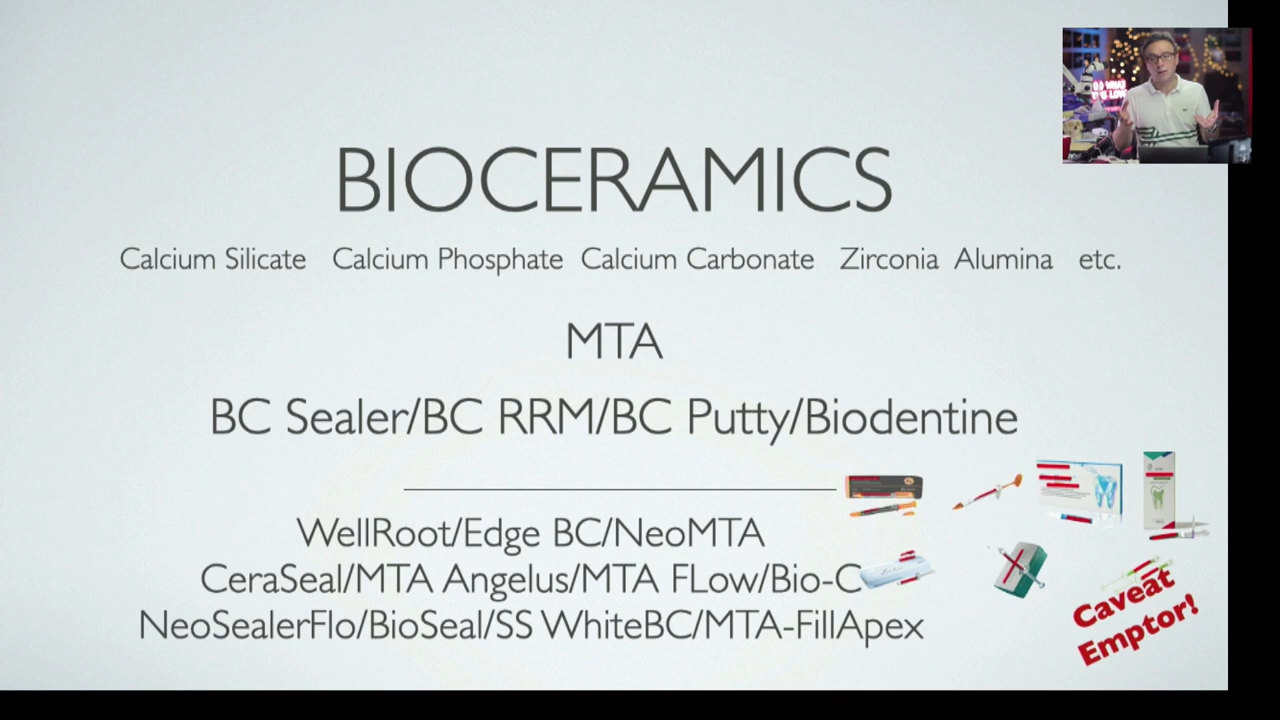 BIOCERAMICS
Calcium Silicate Calcium Phosphate Calcium Carbonate Zirconia Alumina etc.
MTA
BC Sealer/BC RRM/BC Putty/Biodentine
WellRoot/Edge BC/NeoMTA
CeraSeal/MTA Angelus/MTA FLow/Bio-C
NeoSealerFlo/BioSeal/SS WhiteBC/MTA-FillApex
Caveat
Emptor!